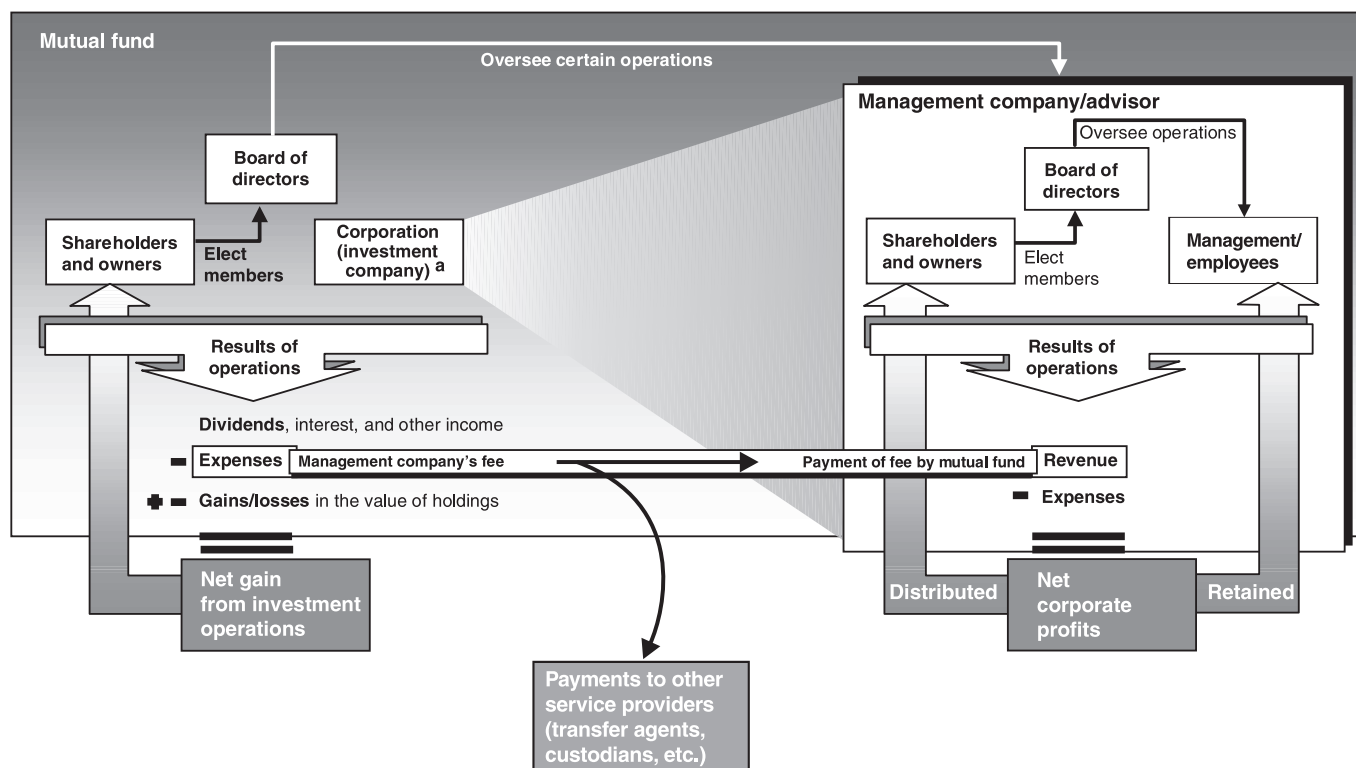 Mutual fund
Oversee certain operations
Board of
directors
Shareholders
and owners
Elect
members
Corporation
(investment
company) a
Results of
operations
Dividends, interest, and other income
Expenses
Management company's fee
Payment of fee by mutual fund
Gains/losses in the value of holdings
Net gain
from investment
operations
Payments to other
service providers
(transfer agents,
custodians, etc.)
Management company/advisor
Oversee operations
Board of
directors
Shareholders
and owners
Elect
members
Management/
employees
Results of
operations
Revenue
Expenses
Distributed
Net
corporate
profits
Retained